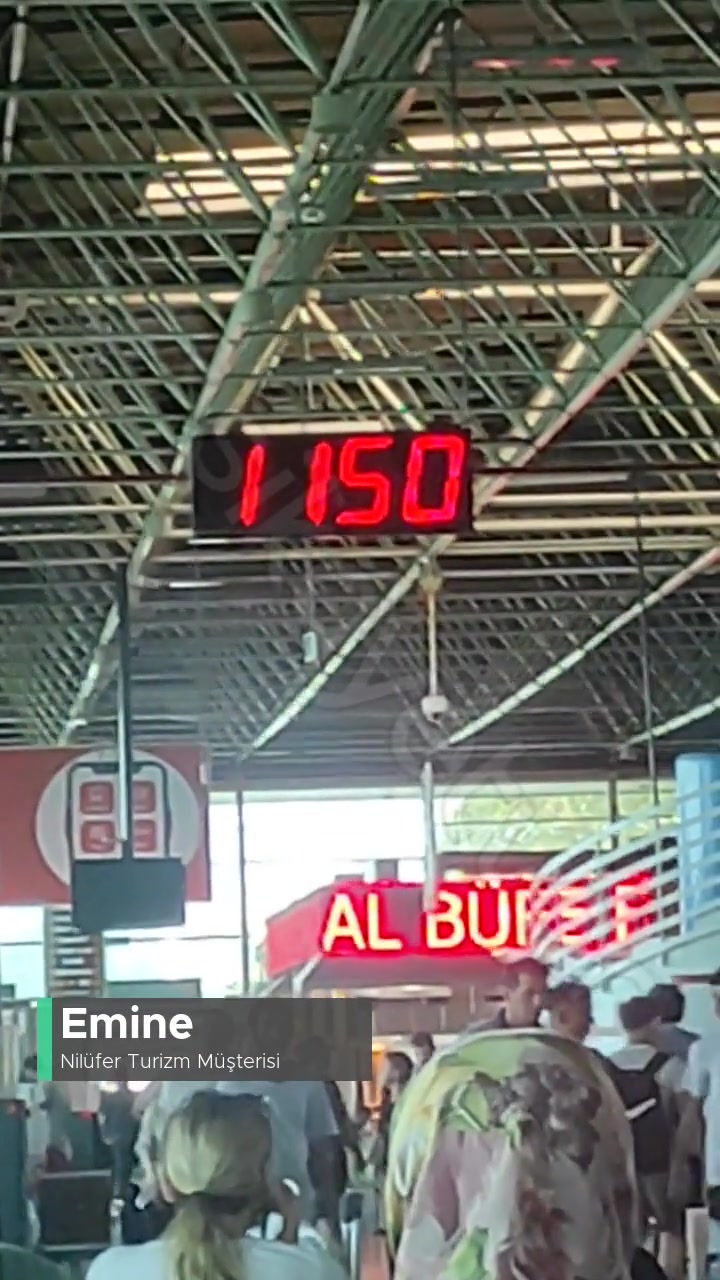 1150
AL BÜFE
Emine
Nilüfer Turizm Müşterisi